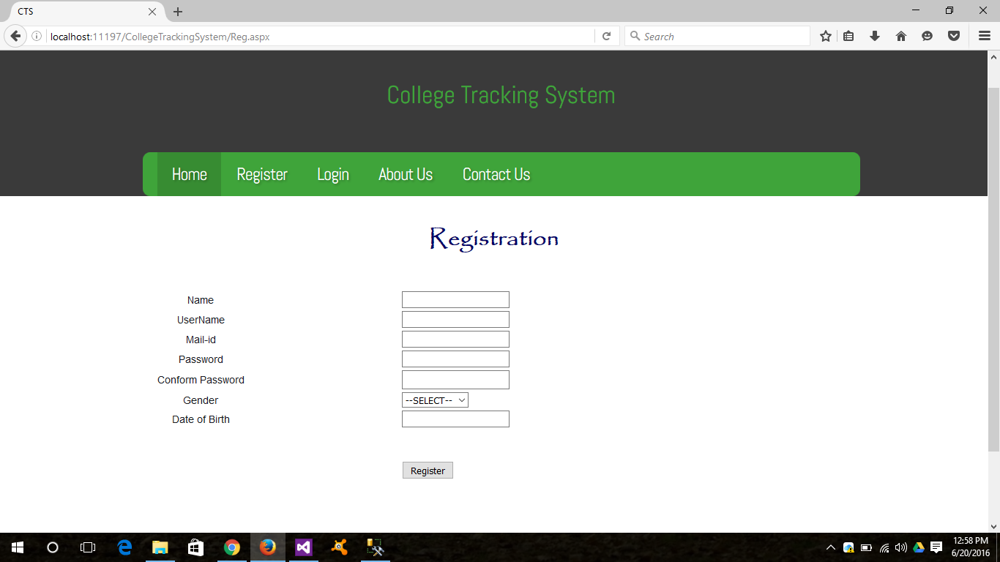 CTS
localhost:11197/CollegeTrackingSystem/Reg.aspx
Search
College Tracking System
Home Register Login About Us Contact Us
Registration
Name
UserName
Mail-id
Password
Conform Password
Gender --SELECT--
Date of Birth
Register
12:58 PM
6/20/2016